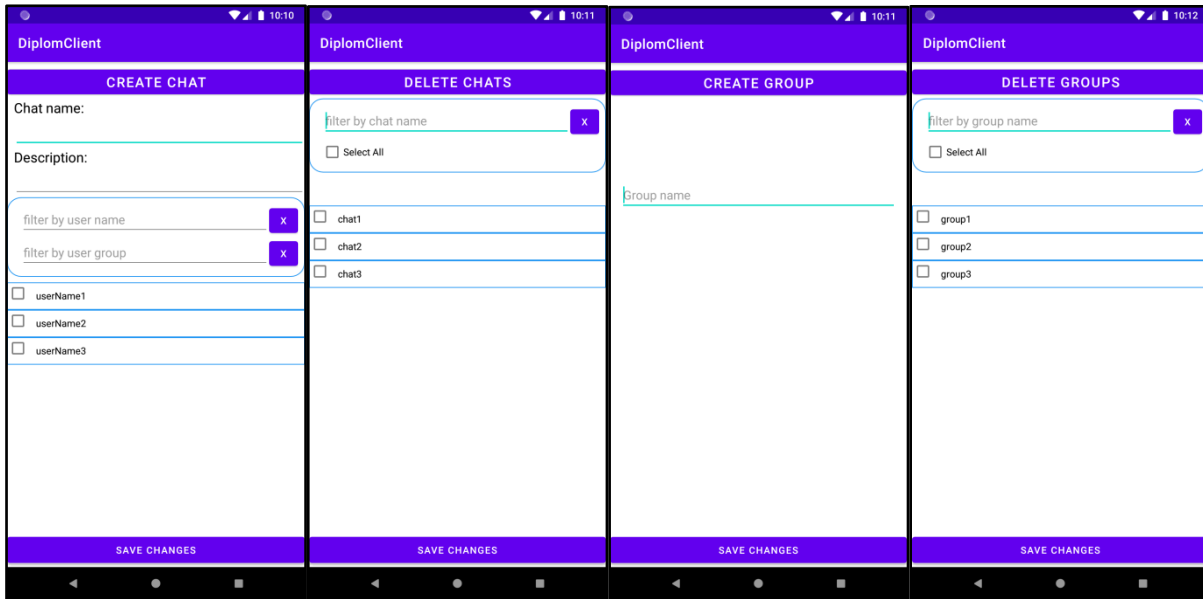 10:10
DiplomClient
CREATE CHAT
Chat name:
Description:
filter by user name
X
filter by user group
X
userName1
userName2
userName3
SAVE CHANGES
10:11
DiplomClient
DELETE CHATS
filter by chat name
X
Select All
chat1
chat2
chat3
SAVE CHANGES
10:11
DiplomClient
CREATE GROUP
Group name
SAVE CHANGES
10:12
DiplomClient
DELETE GROUPS
filter by group name
X
Select All
group1
group2
group3
SAVE CHANGES